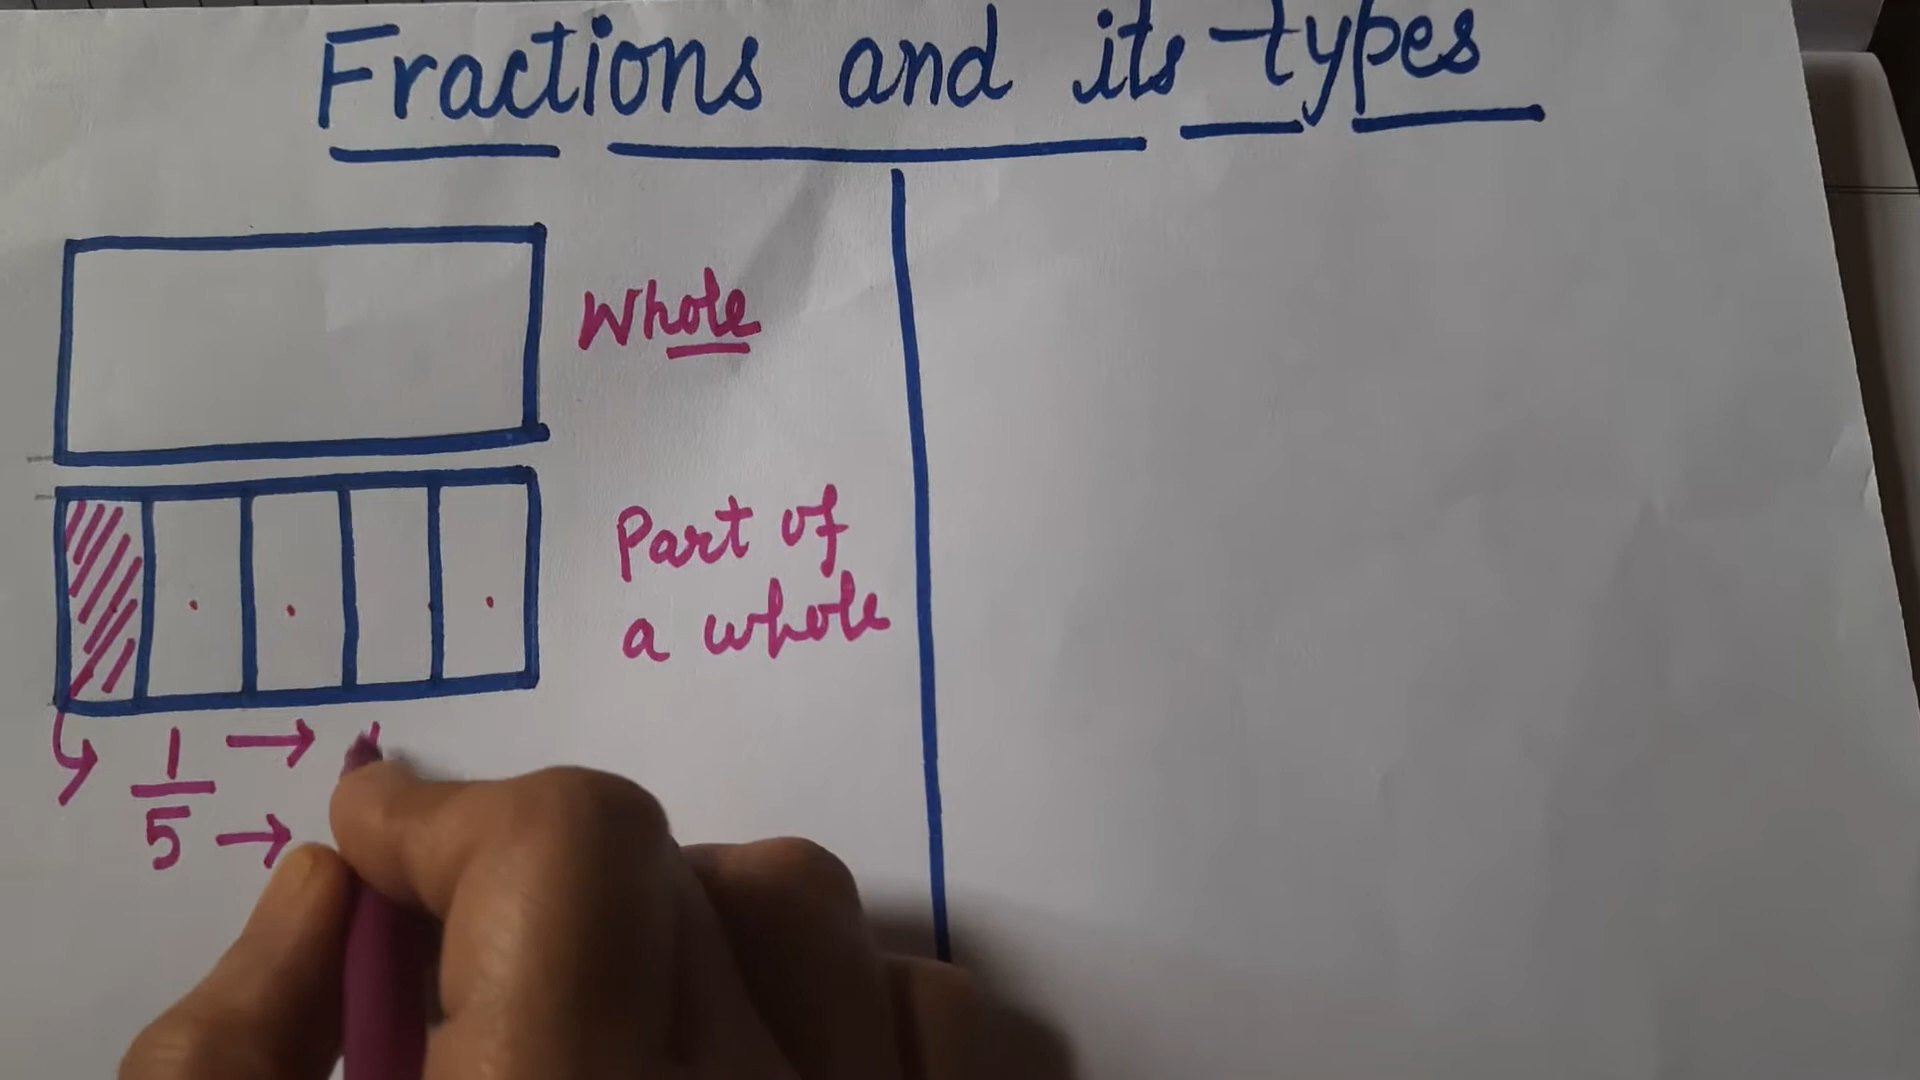 Fractions and its types
Whole
Part of
a whole
1 →
5 →